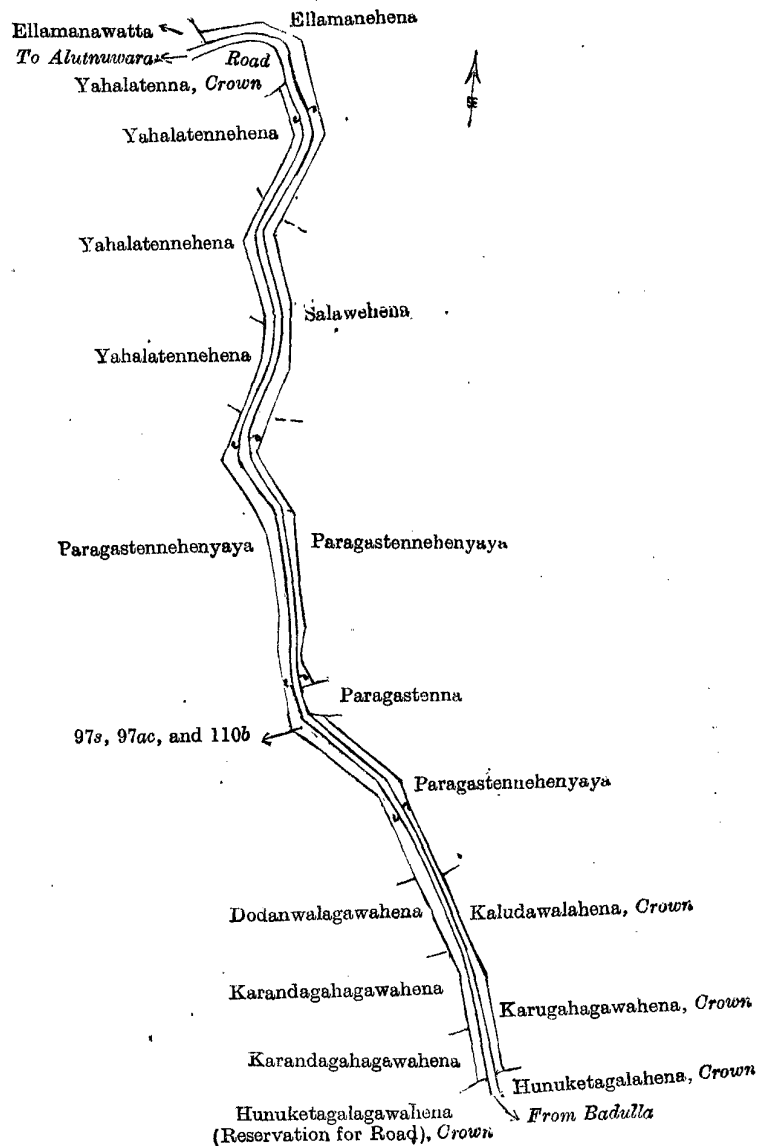 Ellamanehena
Ellamanawatta
To Alutnuwara
Road
Yahalatenna, Crown
Yahalatennehena
Yahalatennehena
Salawehena
Yahalatennehena
Paragastennehenyaya
Paragastennehenyaya
Paragastenna
97s, 97ac, and 110b
Paragastennehenyaya
Dodanwalagawahena
Kaludawalahena, Crown
Karandagahagawahena
Karugahagawahena, Crown
Karandagahagawahena
Hunuketagalahena, Crown
Hunuketagalagawahena
(Reservation for Road), Crown
From Badulla